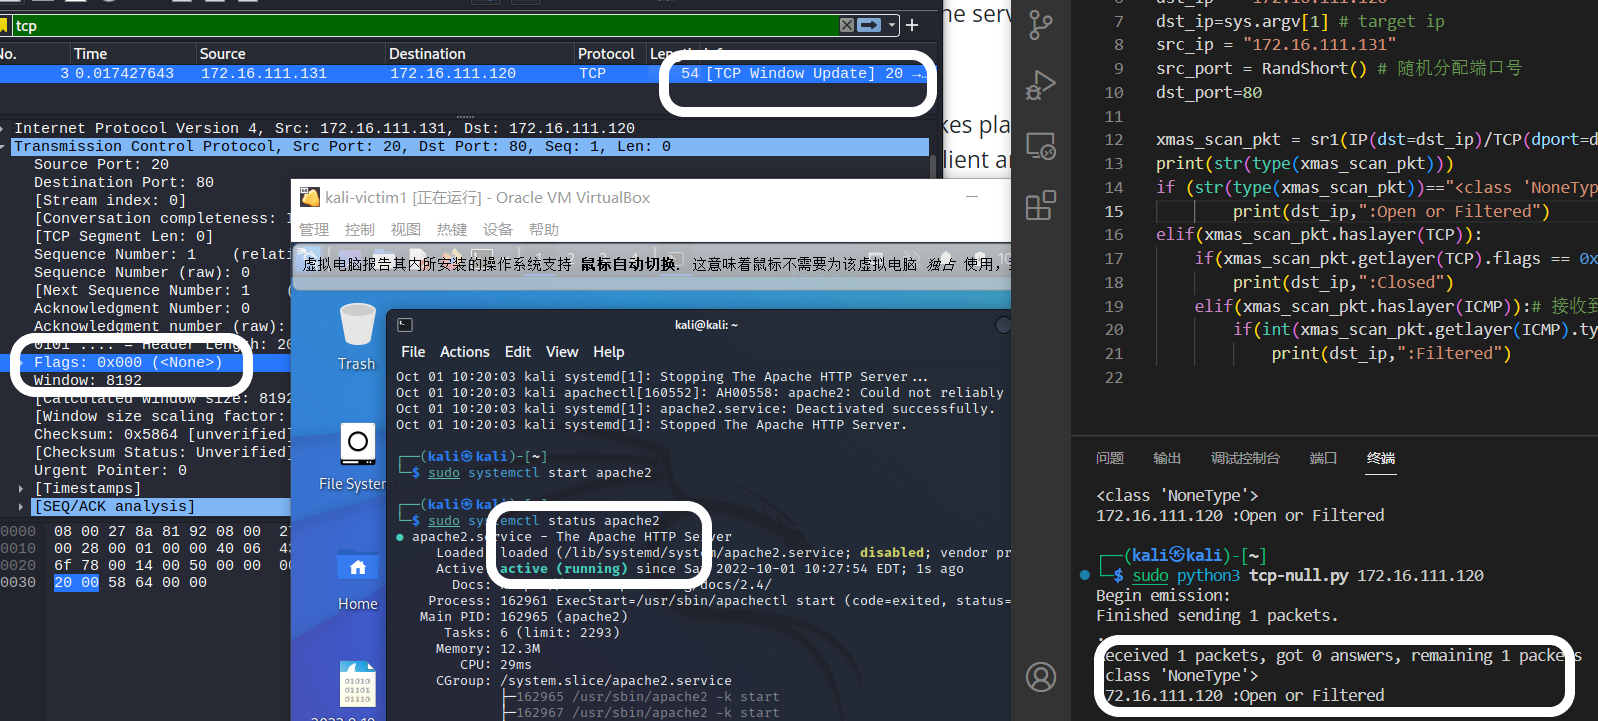 tcp
No. Time Source Destination Protocol
3 0.017427643 172.16.111.131 172.16.111.120 TCP 54 [TCP Window Update] 20 →…
Internet Protocol Version 4, Src: 172.16.111.131, Dst: 172.16.111.120
Transmission Control Protocol, Src Port: 20, Dst Port: 80, Seq: 1, Len: 0
Source Port: 20
Destination Port: 80
[Stream index: 0]
[Conversation completeness:
[TCP Segment Len: 0]
Sequence Number: 1 (relati
Sequence Number (raw): 0
[Next Sequence Number: 1 (
Acknowledgment Number: 0
Acknowledgment number (raw):
0101 .... = Header Length: 20
Flags: 0x000 (<None>)
Window: 8192
[Calculated window size: 8192
[Window size scaling factor:
Checksum: 0x5864 [unverified]
[Checksum Status: Unverified]
Urgent Pointer: 0
[Timestamps]
[SEQ/ACK analysis]
0000 08 00 27 8a 81 92 08 00 27
0010 00 28 00 01 00 00 40 06 43
0020 6f 78 00 14 00 50 00 00 00
0030 20 00 58 64 00 00
ne serv
kes pla
lient a
kali-victim1 [正在运行] - Oracle VM VirtualBox
管理 控制 视图 热键 设备 帮助
虚拟电脑报告其内所安装的操作系统支持 鼠标自动切换. 这意味着鼠标不需要为该虚拟电脑 独占 使用,
Trash
File System
Home
kali@kali: ~
File Actions Edit View Help
Oct 01 10:20:03 kali systemd[1]: Stopping The Apache HTTP Server...
Oct 01 10:20:03 kali apachectl[160552]: AH00558: apache2: Could not reliably
Oct 01 10:20:03 kali systemd[1]: apache2.service: Deactivated successfully.
Oct 01 10:20:03 kali systemd[1]: Stopped The Apache HTTP Server.
┌──(kali㉿kali)-[~]
└─$ sudo systemctl start apache2
┌──(kali㉿kali)-[~]
└─$ sudo systemctl status apache2
● apache2.service - The Apache HTTP Server
Loaded: loaded (/lib/systemd/system/apache2.service; disabled; vendor pr
Active: active (running) since Sat 2022-10-01 10:27:54 EDT; 1s ago
Docs: /docs/2.4/
Process: 162961 ExecStart=/usr/sbin/apachectl start (code=exited, status=
Main PID: 162965 (apache2)
Tasks: 6 (limit: 2293)
Memory: 12.3M
CPU: 29ms
CGroup: /system.slice/apache2.service
├─162965 /usr/sbin/apache2 -k start
├─162967 /usr/sbin/apache2 -k start
7 dst_ip=sys.argv[1] # target ip
8 src_ip = "172.16.111.131"
9 src_port = RandShort() # 随机分配端口号
10 dst_port=80
11
12 xmas_scan_pkt = sr1(IP(dst=dst_ip)/TCP(dport=d
13 print(str(type(xmas_scan_pkt)))
14 if (str(type(xmas_scan_pkt))=="<class 'NoneTyp
15 print(dst_ip,":Open or Filtered")
16 elif(xmas_scan_pkt.haslayer(TCP)):
17 if(xmas_scan_pkt.getlayer(TCP).flags == 0x
18 print(dst_ip,":Closed")
19 elif(xmas_scan_pkt.haslayer(ICMP)):# 接收到
20 if(int(xmas_scan_pkt.getlayer(ICMP).ty
21 print(dst_ip,":Filtered")
22
问题 输出 调试控制台 端口 终端
<class 'NoneType'>
172.16.111.120 :Open or Filtered
┌──(kali㉿kali)-[~]
└─$ sudo python3 tcp-null.py 172.16.111.120
Begin emission:
Finished sending 1 packets.
.
eceived 1 packets, got 0 answers, remaining 1 packets
class 'NoneType'>
72.16.111.120 :Open or Filtered